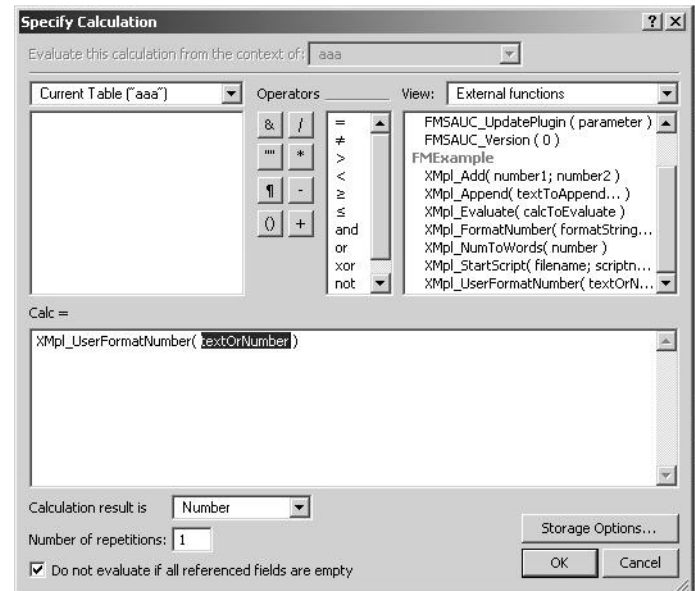 Specify Calculation
Evaluate this calculation from the context of: aaa
Current Table ("aaa")
Operators
View: External functions
& /
"" *
¶ -
() +
=
≠
>
<
≥
≤
and
or
xor
not
FMSAUC_UpdatePlugin ( parameter )
FMSAUC_Version ( 0 )
FMExample
XMpl_Add( number1; number2 )
XMpl_Append( textToAppend... )
XMpl_Evaluate( calcToEvaluate )
XMpl_FormatNumber( formatString...
XMpl_NumToWords( number )
XMpl_StartScript( filename; scriptn...
XMpl_UserFormatNumber( textOrN...
Calc =
XMpl_UserFormatNumber( textOrNumber )
Calculation result is Number
Number of repetitions: 1
Do not evaluate if all referenced fields are empty
Storage Options...
OK Cancel